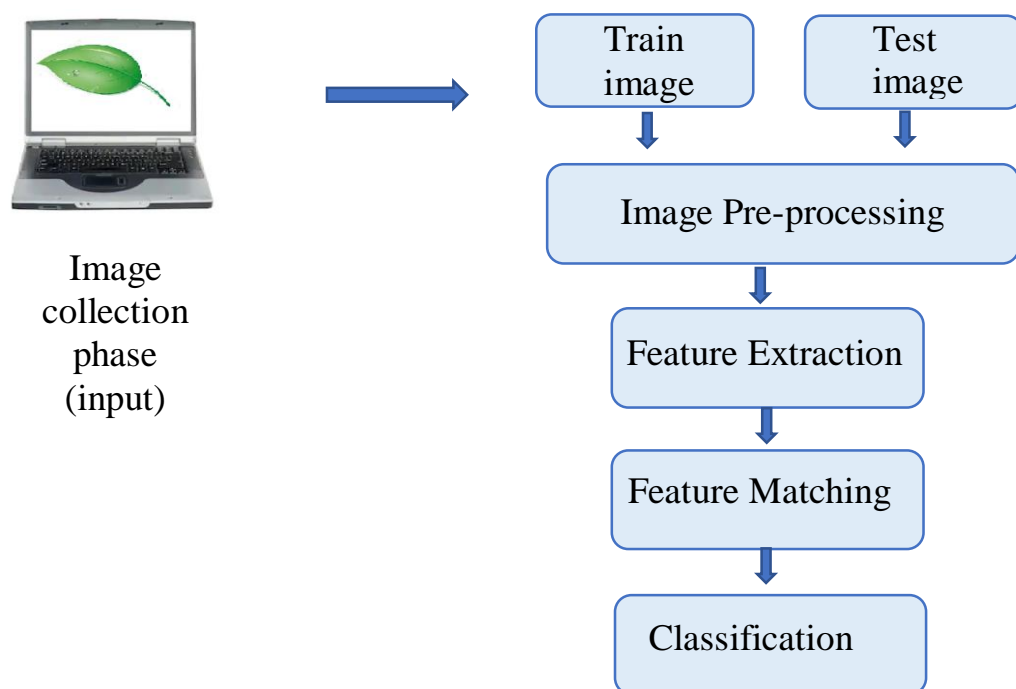 Image
collection
phase
(input)
Train
image
Test
image
Image Pre-processing
Feature Extraction
Feature Matching
Classification